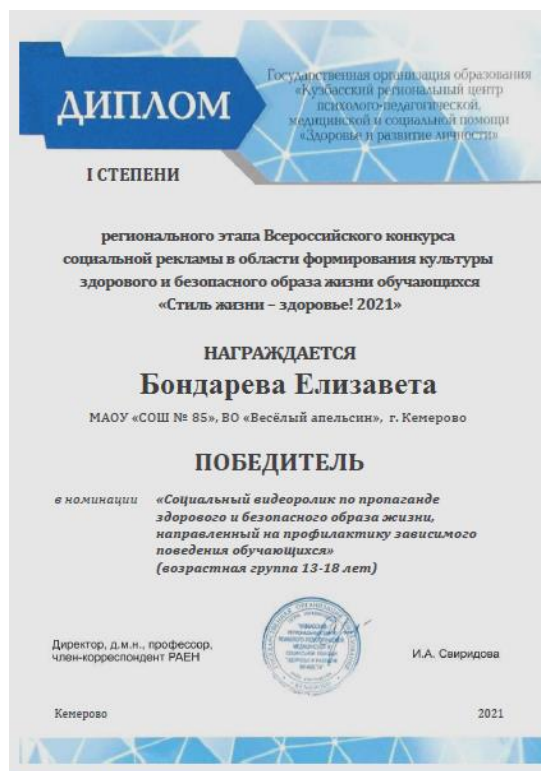 ДИПЛОМ
Государственная организация образования
«Кузбасский региональный центр
психолого-педагогической,
медицинской и социальной помощи
«Здоровье и развитие личности»
I СТЕПЕНИ
регионального этапа Всероссийского конкурса
социальной рекламы в области формирования культуры
здорового и безопасного образа жизни обучающихся
«Стиль жизни – здоровье! 2021»
НАГРАЖДАЕТСЯ
Бондарева Елизавета
МАОУ «СОШ № 85», ВО «Весёлый апельсин», г. Кемерово
ПОБЕДИТЕЛЬ
в номинации «Социальный видеоролик по пропаганде
здорового и безопасного образа жизни,
направленный на профилактику зависимого
поведения обучающихся»
(возрастная группа 13-18 лет)
Директор, д.м.н., профессор,
член-корреспондент РАЕН
И.А. Свиридова
Кемерово 2021